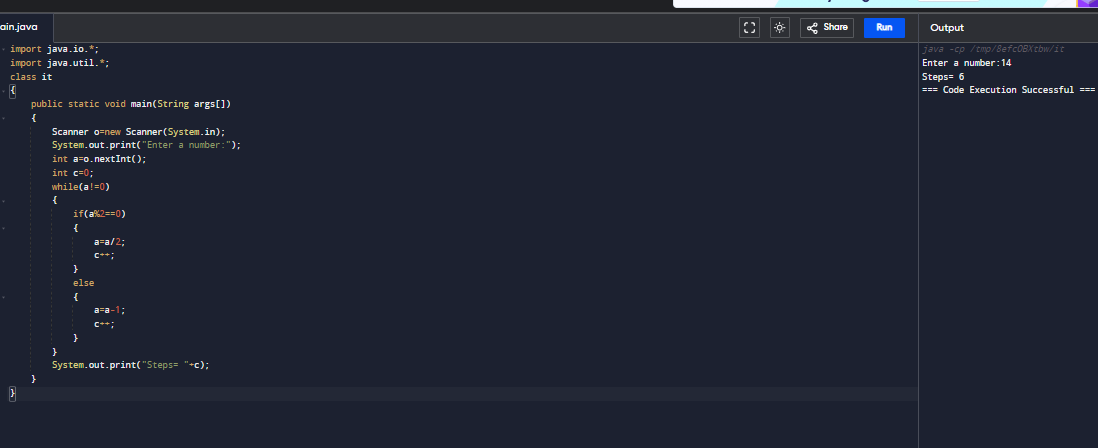 ain.java
Share
Run
Output
import java.io.*;
import java.util.*;
class it
{
public static void main(String args[])
{
Scanner o=new Scanner(System.in);
System.out.print("Enter a number:");
int a=o.nextInt();
int c=0;
while(a!=0)
{
if(a%2==0)
{
a=a/2;
c++;
}
else
{
a=a-1;
c++;
}
}
System.out.print("Steps= "+c);
}
}
java -cp /tmp/8efcOBXtbw/it
Enter a number:14
Steps= 6
=== Code Execution Successful ===